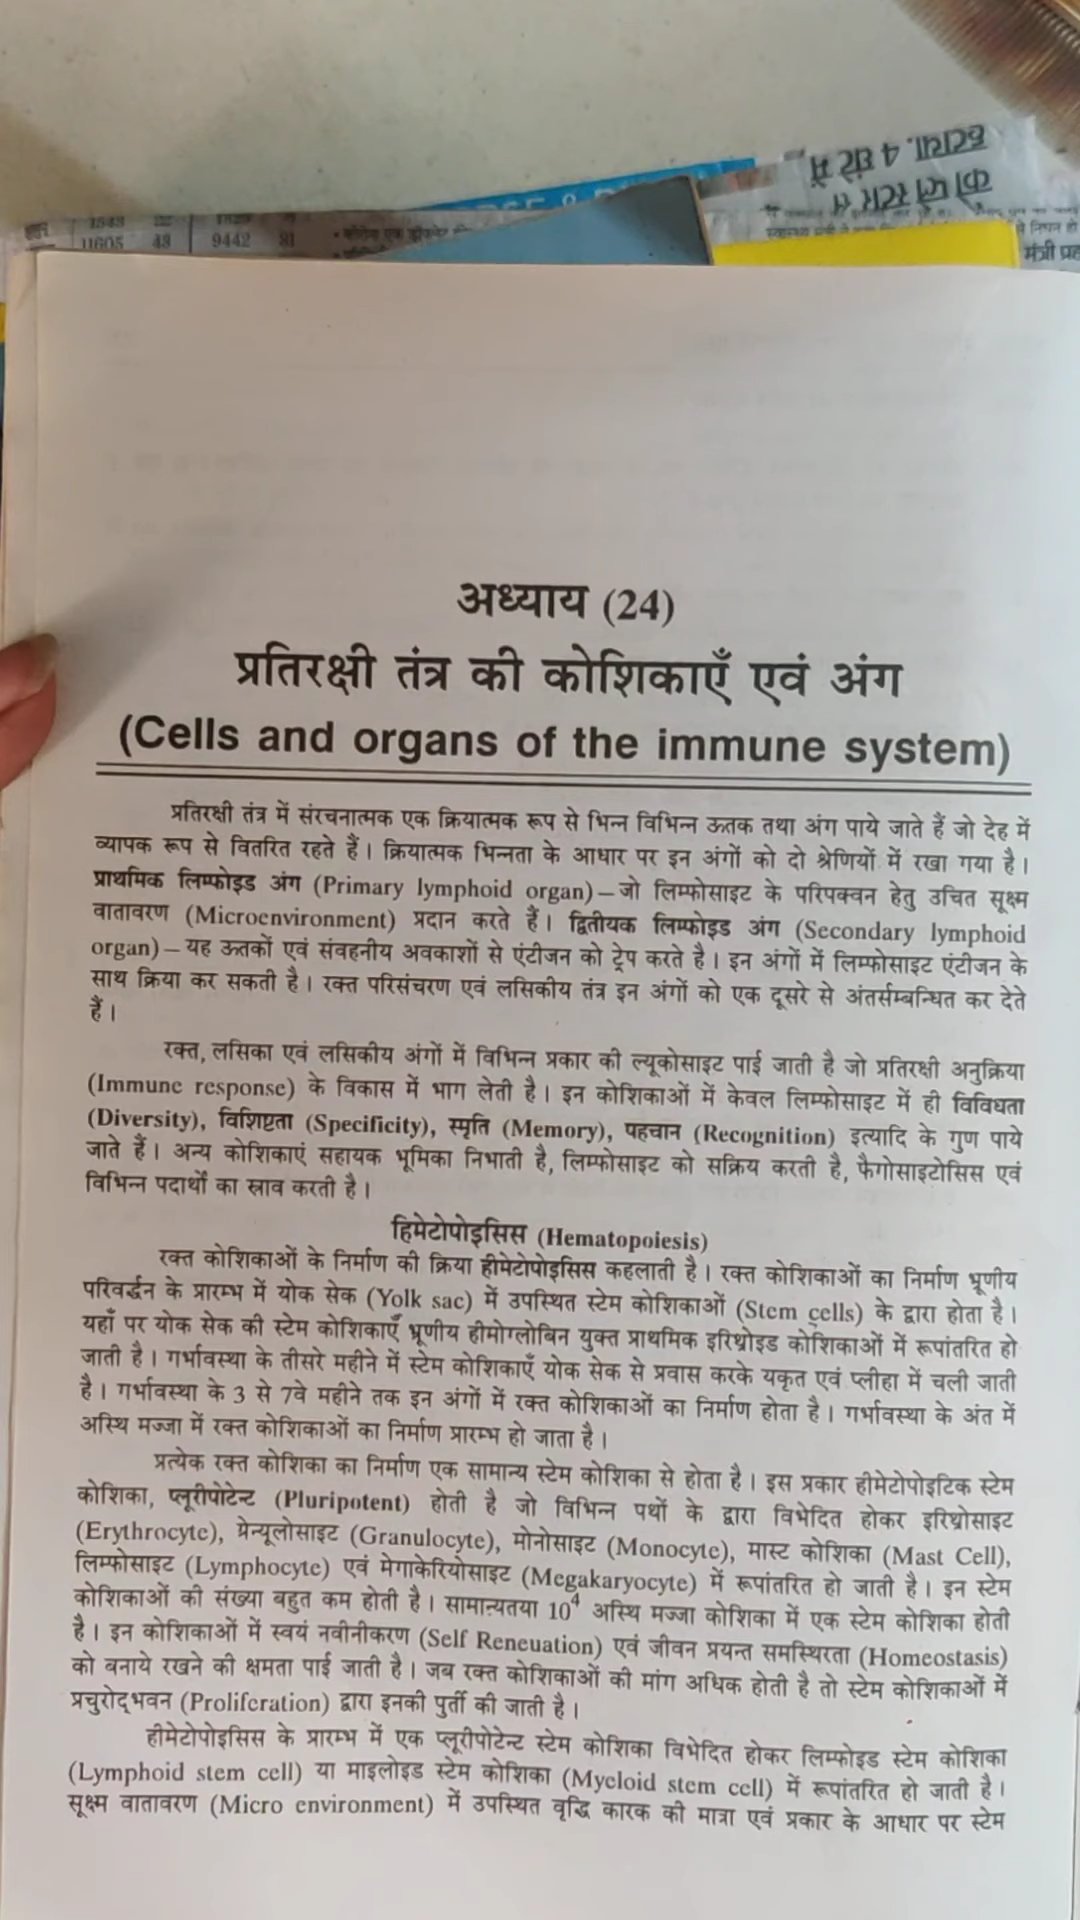 हटाया. 4 घंटे में
को प्लास्टर न
1543
11605 43 9442 31
मंत्री प्रह
अध्याय (24)
प्रतिरक्षी तंत्र की कोशिकाएँ एवं अंग
(Cells and organs of the immune system)
प्रतिरक्षी तंत्र में संरचनात्मक एक क्रियात्मक रूप से भिन्न विभिन्न ऊतक तथा अंग पाये जाते हैं जो देह में
व्यापक रूप से वितरित रहते हैं। क्रियात्मक भिन्नता के आधार पर इन अंगों को दो श्रेणियों में रखा गया है।
प्राथमिक लिम्फोइड अंग (Primary lymphoid organ) – जो लिम्फोसाइट के परिपक्वन हेतु उचित सूक्ष्म
वातावरण (Microenvironment) प्रदान करते हैं। द्वितीयक लिम्फोइड अंग (Secondary lymphoid
organ) – यह ऊतकों एवं संवहनीय अवकाशों से एंटीजन को ट्रेप करते है। इन अंगों में लिम्फोसाइट एंटीजन के
साथ क्रिया कर सकती है। रक्त परिसंचरण एवं लसिकीय तंत्र इन अंगों को एक दूसरे से अंतर्सम्बन्धित कर देते
हैं।
रक्त, लसिका एवं लसिकीय अंगों में विभिन्न प्रकार की ल्यूकोसाइट पाई जाती है जो प्रतिरक्षी अनुक्रिया
(Immune response) के विकास में भाग लेती है। इन कोशिकाओं में केवल लिम्फोसाइट में ही विविधता
(Diversity), विशिष्टता (Specificity), स्मृति (Memory), पहचान (Recognition) इत्यादि के गुण पाये
जाते हैं। अन्य कोशिकाएं सहायक भूमिका निभाती है, लिम्फोसाइट को सक्रिय करती है, फैगोसाइटोसिस एवं
विभिन्न पदार्थों का स्राव करती है।
हिमेटोपोइसिस (Hematopoiesis)
रक्त कोशिकाओं के निर्माण की क्रिया हीमेटोपोइसिस कहलाती है। रक्त कोशिकाओं का निर्माण भ्रूणीय
परिवर्द्धन के प्रारम्भ में योक सेक (Yolk sac) में उपस्थित स्टेम कोशिकाओं (Stem cells) के द्वारा होता है।
यहाँ पर योक सेक की स्टेम कोशिकाएँ भ्रूणीय हीमोग्लोबिन युक्त प्राथमिक इरिथ्रोइड कोशिकाओं में रूपांतरित हो
जाती है। गर्भावस्था के तीसरे महीने में स्टेम कोशिकाएँ योक सेक से प्रवास करके यकृत एवं प्लीहा में चली जाती
है। गर्भावस्था के 3 से 7वे महीने तक इन अंगों में रक्त कोशिकाओं का निर्माण होता है। गर्भावस्था के अंत में
अस्थि मज्जा में रक्त कोशिकाओं का निर्माण प्रारम्भ हो जाता है।
प्रत्येक रक्त कोशिका का निर्माण एक सामान्य स्टेम कोशिका से होता है। इस प्रकार हीमेटोपोइटिक स्टेम
कोशिका, प्लूरीपोटेन्ट (Pluripotent) होती है जो विभिन्न पथों के द्वारा विभेदित होकर इरिथ्रोसाइट
(Erythrocyte), ग्रेन्यूलोसाइट (Granulocyte), मोनोसाइट (Monocyte), मास्ट कोशिका (Mast Cell),
लिम्फोसाइट (Lymphocyte) एवं मेगाकेरियोसाइट (Megakaryocyte) में रूपांतरित हो जाती है। इन स्टेम
कोशिकाओं की संख्या बहुत कम होती है। सामान्यतया 10⁴ अस्थि मज्जा कोशिका में एक स्टेम कोशिका होती
है। इन कोशिकाओं में स्वयं नवीनीकरण (Self Reneuation) एवं जीवन प्रयन्त समस्थिरता (Homeostasis)
को बनाये रखने की क्षमता पाई जाती है। जब रक्त कोशिकाओं की मांग अधिक होती है तो स्टेम कोशिकाओं में
प्रचुरोद्भवन (Proliferation) द्वारा इनकी पुर्ती की जाती है।
हीमेटोपोइसिस के प्रारम्भ में एक प्लूरीपोटेन्ट स्टेम कोशिका विभेदित होकर लिम्फोइड स्टेम कोशिका
(Lymphoid stem cell) या माइलोइड स्टेम कोशिका (Myeloid stem cell) में रूपांतरित हो जाती है।
सूक्ष्म वातावरण (Micro environment) में उपस्थित वृद्धि कारक की मात्रा एवं प्रकार के आधार पर स्टेम